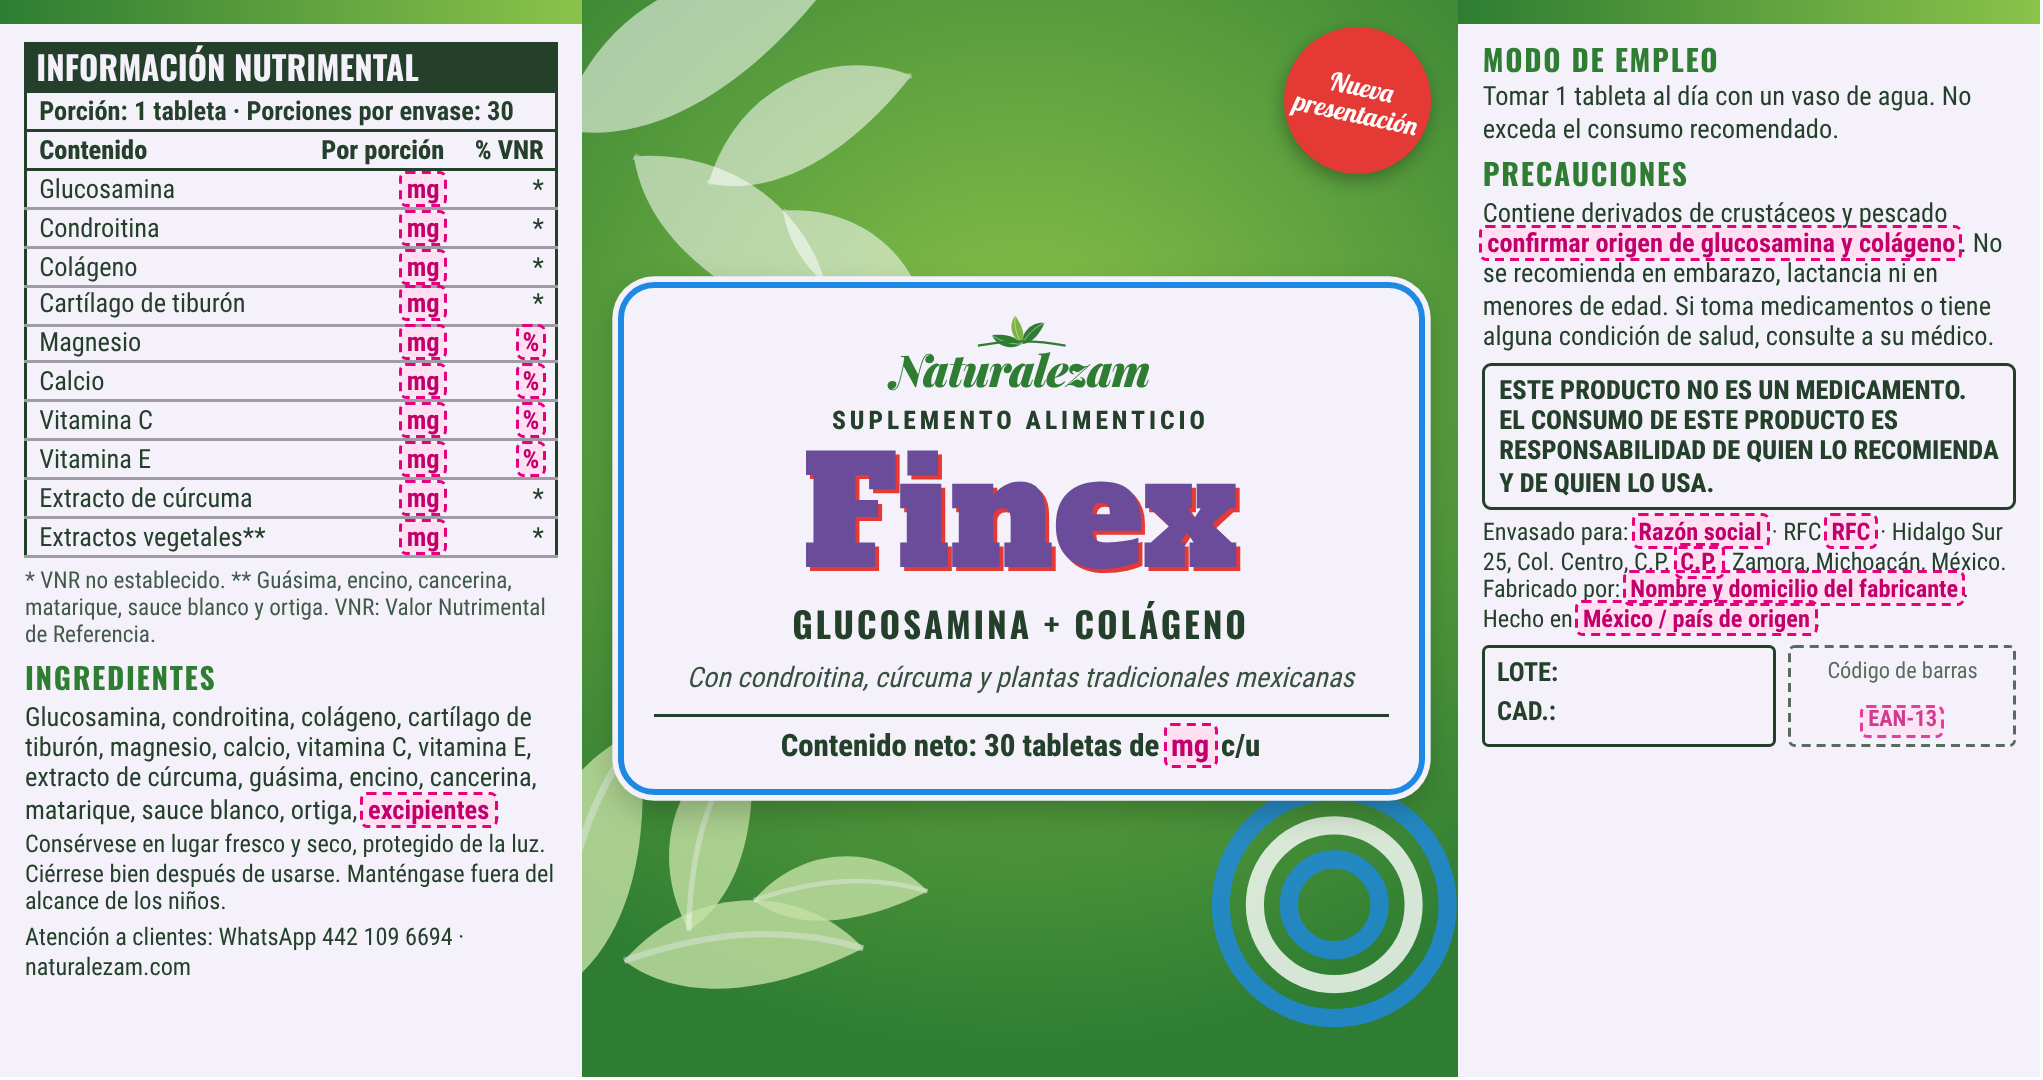 INFORMACIÓN NUTRIMENTAL
Porción: 1 tableta · Porciones por envase: 30
Contenido Por porción % VNR
Glucosamina mg *
Condroitina mg *
Colágeno mg *
Cartílago de tiburón mg *
Magnesio mg %
Calcio mg %
Vitamina C mg %
Vitamina E mg %
Extracto de cúrcuma mg *
Extractos vegetales** mg *
* VNR no establecido. ** Guásima, encino, cancerina,
matarique, sauce blanco y ortiga. VNR: Valor Nutrimental
de Referencia.
INGREDIENTES
Glucosamina, condroitina, colágeno, cartílago de
tiburón, magnesio, calcio, vitamina C, vitamina E,
extracto de cúrcuma, guásima, encino, cancerina,
matarique, sauce blanco, ortiga, excipientes
Consérvese en lugar fresco y seco, protegido de la luz.
Ciérrese bien después de usarse. Manténgase fuera del
alcance de los niños.
Atención a clientes: WhatsApp 442 109 6694 ·
naturalezam.com
Nueva
presentación
Naturalezam
SUPLEMENTO ALIMENTICIO
Finex
GLUCOSAMINA + COLÁGENO
Con condroitina, cúrcuma y plantas tradicionales mexicanas
Contenido neto: 30 tabletas de mg c/u
MODO DE EMPLEO
Tomar 1 tableta al día con un vaso de agua. No
exceda el consumo recomendado.
PRECAUCIONES
Contiene derivados de crustáceos y pescado
confirmar origen de glucosamina y colágeno. No
se recomienda en embarazo, lactancia ni en
menores de edad. Si toma medicamentos o tiene
alguna condición de salud, consulte a su médico.
ESTE PRODUCTO NO ES UN MEDICAMENTO.
EL CONSUMO DE ESTE PRODUCTO ES
RESPONSABILIDAD DE QUIEN LO RECOMIENDA
Y DE QUIEN LO USA.
Envasado para: Razón social · RFC RFC · Hidalgo Sur
25, Col. Centro, C.P. C.P. Zamora, Michoacán, México.
Fabricado por: Nombre y domicilio del fabricante.
Hecho en México / país de origen
LOTE:
CAD.:
Código de barras
EAN-13